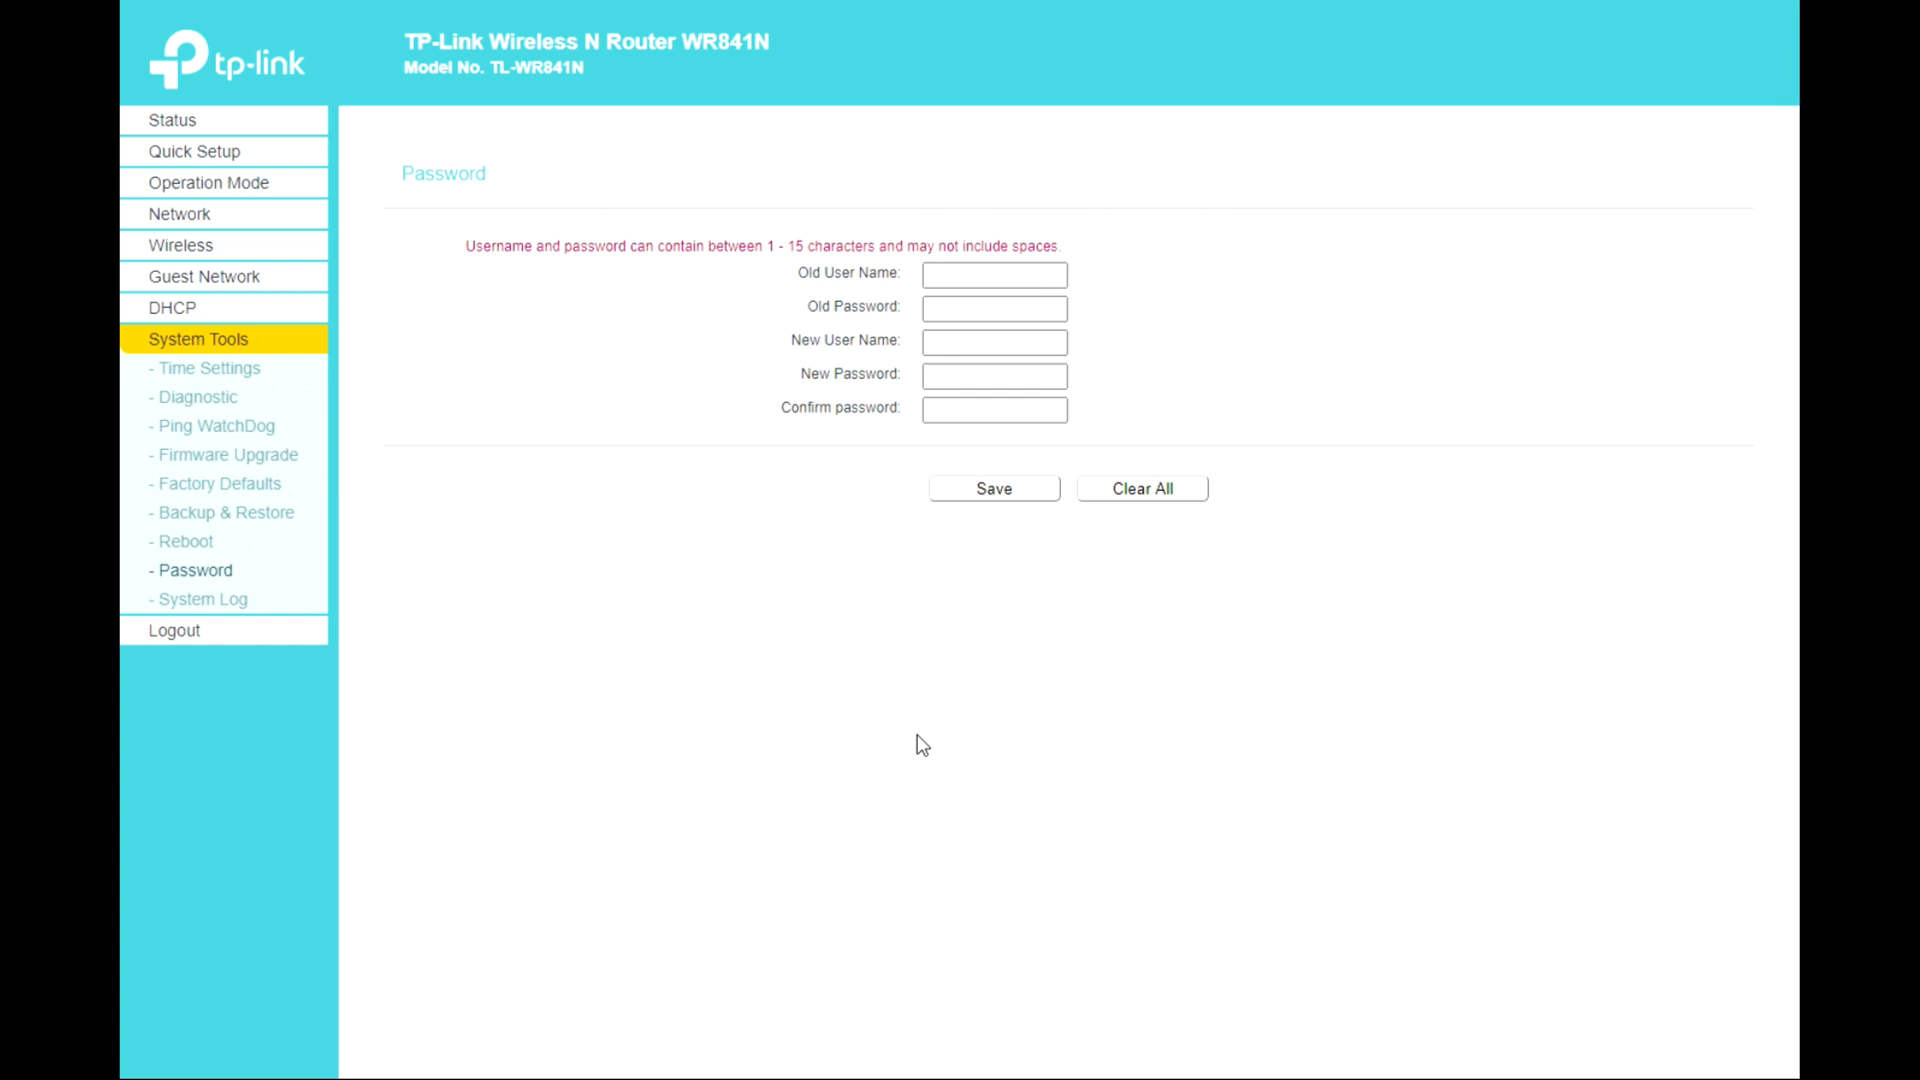 tp-link
TP-Link Wireless N Router WR841N
Model No. TL-WR841N
Status
Quick Setup
Operation Mode
Network
Wireless
Guest Network
DHCP
System Tools
- Time Settings
- Diagnostic
- Ping WatchDog
- Firmware Upgrade
- Factory Defaults
- Backup & Restore
- Reboot
- Password
- System Log
Logout
Password
Username and password can contain between 1 - 15 characters and may not include spaces.
Old User Name:
Old Password:
New User Name:
New Password:
Confirm password:
Save
Clear All